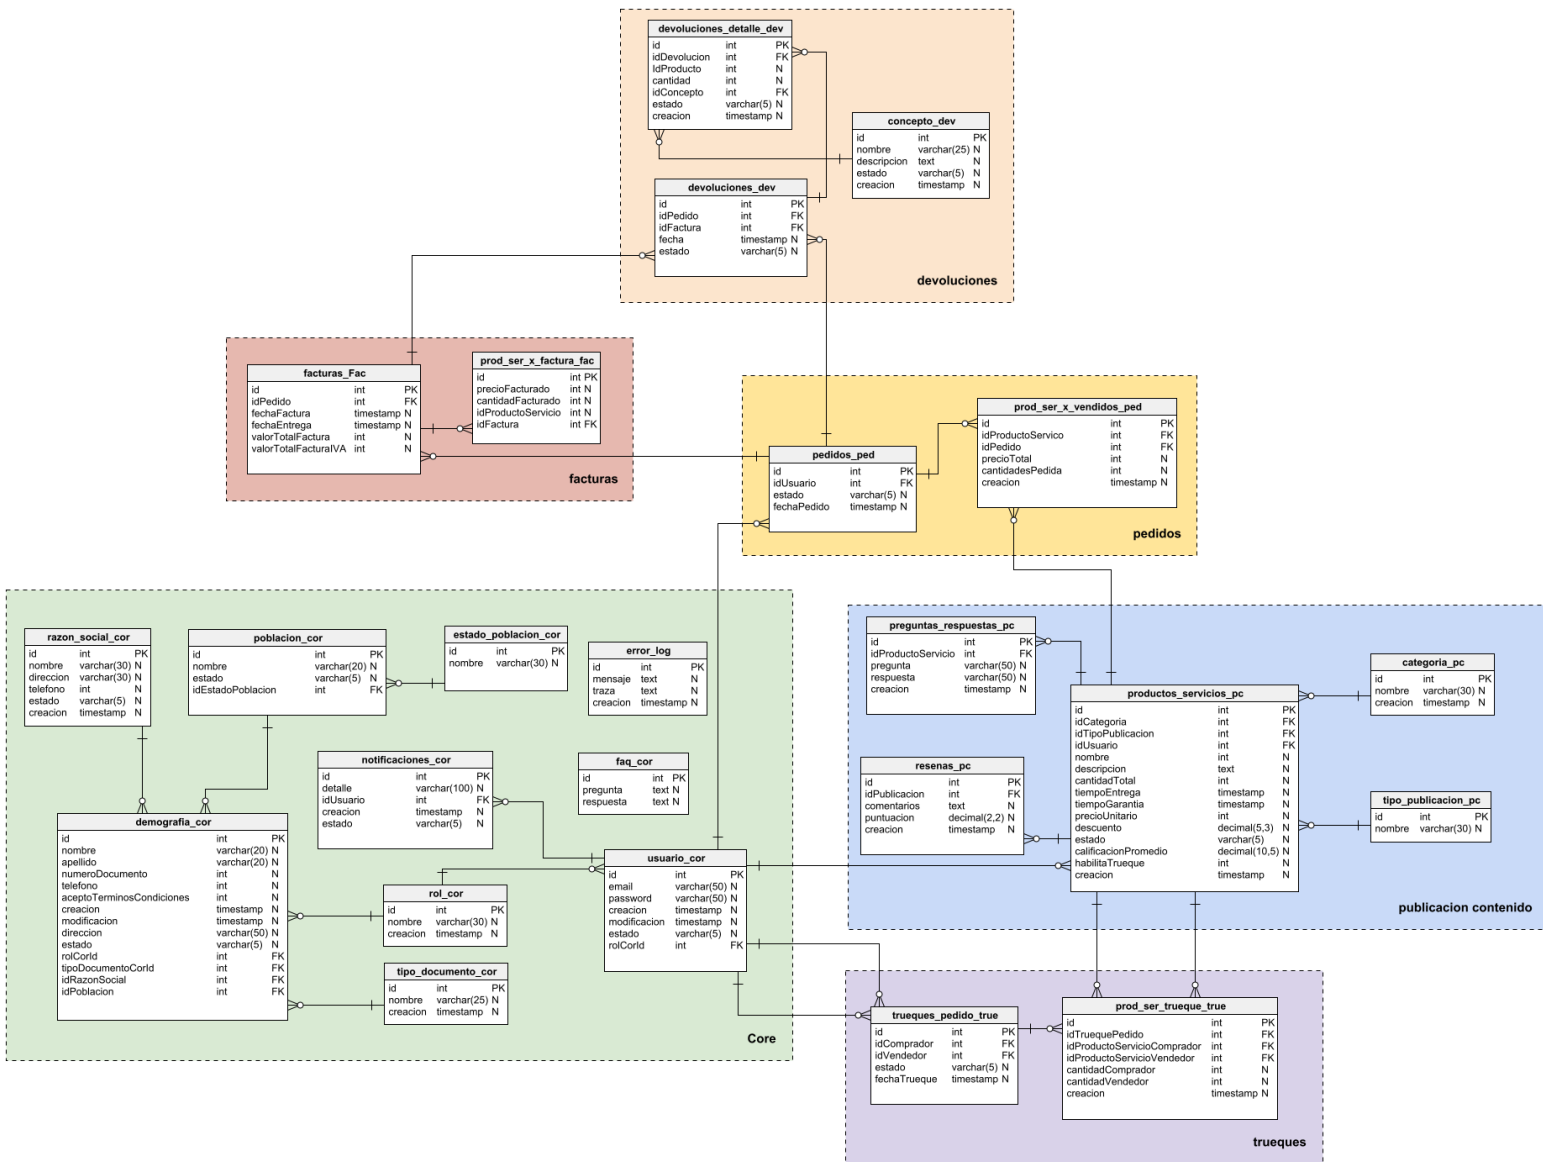 devoluciones_detalle_dev
id int PK
idDevolucion int FK
IdProducto int N
cantidad int N
idConcepto int FK
estado varchar(5) N
creacion timestamp N
concepto_dev
id int PK
nombre varchar(25) N
descripcion text N
estado varchar(5) N
creacion timestamp N
devoluciones_dev
id int PK
idPedido int FK
idFactura int FK
fecha timestamp N
estado varchar(5) N
devoluciones
facturas_Fac
id int PK
idPedido int FK
fechaFactura timestamp N
fechaEntrega timestamp N
valorTotalFactura int N
valorTotalFacturaIVA int N
prod_ser_x_factura_fac
id int PK
precioFacturado int N
cantidadFacturado int N
idProductoServicio int N
idFactura int FK
facturas
pedidos_ped
id int PK
idUsuario int FK
estado varchar(5) N
fechaPedido timestamp N
prod_ser_x_vendidos_ped
id int PK
idProductoServico int FK
idPedido int FK
precioTotal int N
cantidadesPedida int N
creacion timestamp N
pedidos
razon_social_cor
id int PK
nombre varchar(30) N
direccion varchar(30) N
telefono int N
estado varchar(5) N
creacion timestamp N
poblacion_cor
id int PK
nombre varchar(20) N
estado varchar(5) N
idEstadoPoblacion int FK
estado_poblacion_cor
id int PK
nombre varchar(30) N
error_log
id int PK
mensaje text N
traza text N
creacion timestamp N
notificaciones_cor
id int PK
detalle varchar(100) N
idUsuario int FK
creacion timestamp N
estado varchar(5) N
faq_cor
id int PK
pregunta text N
respuesta text N
demografia_cor
id int PK
nombre varchar(20) N
apellido varchar(20) N
numeroDocumento int N
telefono int N
aceptoTerminosCondiciones int N
creacion timestamp N
modificacion timestamp N
direccion varchar(50) N
estado varchar(5) N
rolCorId int FK
tipoDocumentoCorId int FK
idRazonSocial int FK
idPoblacion int FK
rol_cor
id int PK
nombre varchar(30) N
creacion timestamp N
tipo_documento_cor
id int PK
nombre varchar(25) N
creacion timestamp N
usuario_cor
id int PK
email varchar(50) N
password varchar(50) N
creacion timestamp N
modificacion timestamp N
estado varchar(5) N
rolCorId int FK
Core
preguntas_respuestas_pc
id int PK
idProductoServicio int FK
pregunta varchar(50) N
respuesta varchar(50) N
creacion timestamp N
resenas_pc
id int PK
idPublicacion int FK
comentarios text N
puntuacion decimal(2,2) N
creacion timestamp N
productos_servicios_pc
id int PK
idCategoria int FK
idTipoPublicacion int FK
idUsuario int FK
nombre int N
descripcion text N
cantidadTotal int N
tiempoEntrega timestamp N
tiempoGarantia timestamp N
precioUnitario int N
descuento decimal(5,3) N
estado varchar(5) N
calificacionPromedio decimal(10,5) N
habilitaTrueque int N
creacion timestamp N
categoria_pc
id int PK
nombre varchar(30) N
creacion timestamp N
tipo_publicacion_pc
id int PK
nombre varchar(30) N
publicacion contenido
trueques_pedido_true
id int PK
idComprador int FK
idVendedor int FK
estado varchar(5) N
fechaTrueque timestamp N
prod_ser_trueque_true
id int PK
idTruequePedido int FK
idProductoServicioComprador int FK
idProductoServicioVendedor int FK
cantidadComprador int N
cantidadVendedor int N
creacion timestamp N
trueques